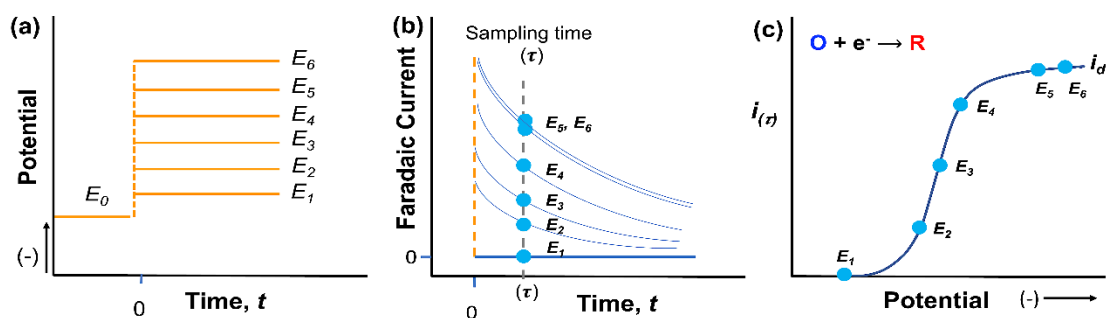 (a)
Potential
E6
E5
E4
E3
E2
E1
E0
(-)
0
Time, t
(b)
Faradaic Current
Sampling time
(τ)
E5, E6
E4
E3
E2
E1
0
(τ)
0
Time, t
(c)
O + e- → R
i(τ)
id
E5 E6
E4
E3
E2
E1
Potential (-) →